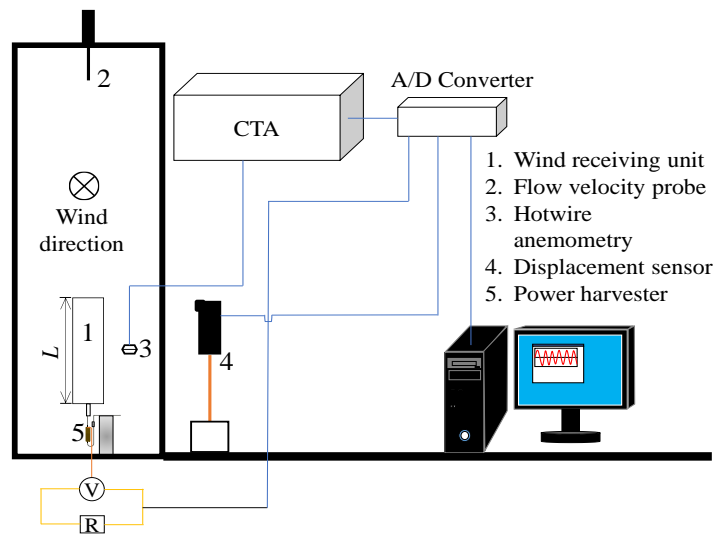 2
CTA
A/D Converter
Wind
direction
1. Wind receiving unit
2. Flow velocity probe
3. Hotwire
anemometry
4. Displacement sensor
5. Power harvester
L
1
3
4
5
V
R